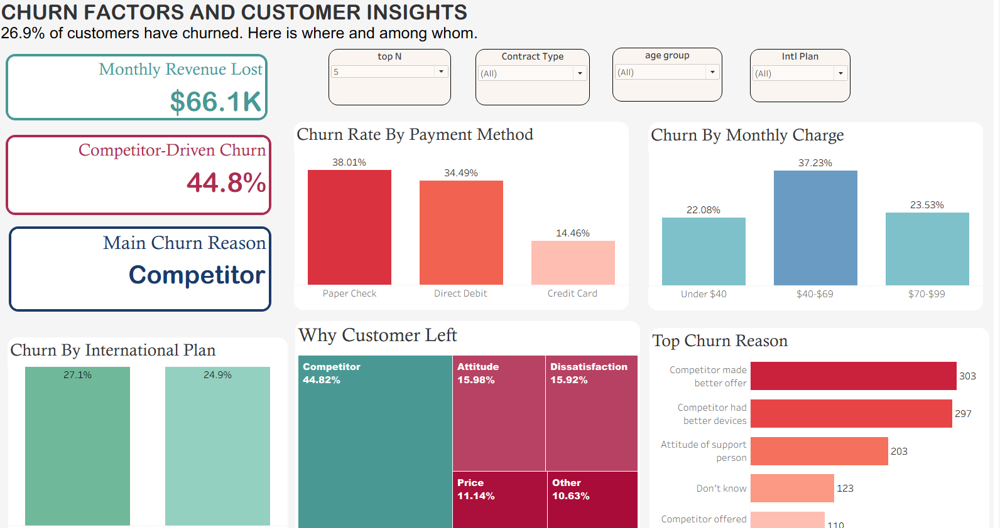 CHURN FACTORS AND CUSTOMER INSIGHTS
26.9% of customers have churned. Here is where and among whom.
Monthly Revenue Lost
$66.1K
top N
5
Contract Type
(All)
age group
(All)
Intl Plan
(All)
Competitor-Driven Churn
44.8%
Main Churn Reason
Competitor
Churn Rate By Payment Method
38.01%
34.49%
14.46%
Paper Check
Direct Debit
Credit Card
Churn By Monthly Charge
22.08%
37.23%
23.53%
Under $40
$40-$69
$70-$99
Churn By International Plan
27.1%
24.9%
Why Customer Left
Competitor
44.82%
Attitude
15.98%
Dissatisfaction
15.92%
Price
11.14%
Other
10.63%
Top Churn Reason
Competitor made
better offer
303
Competitor had
better devices
297
Attitude of support
person
203
Don't know
123
Competitor offered
110